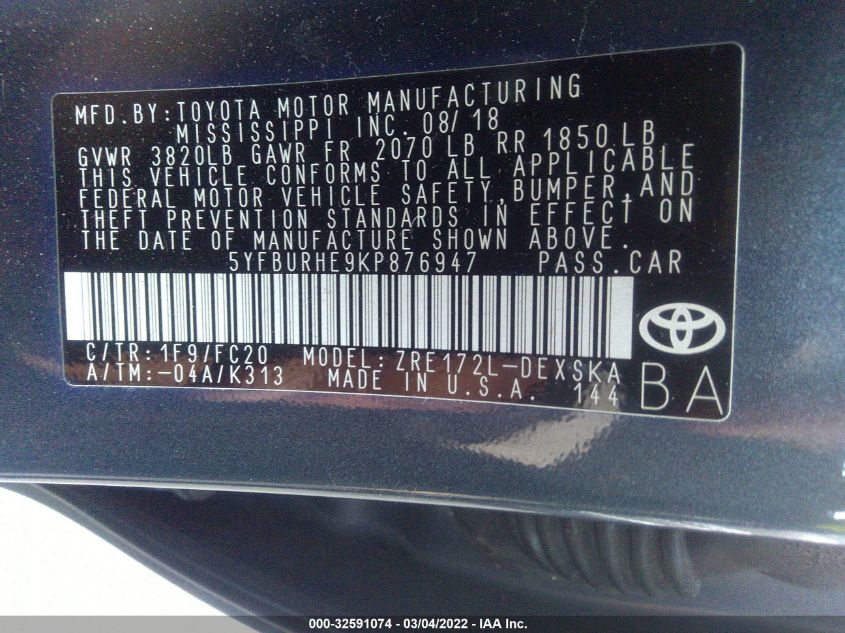 MFD.BY:TOYOTA MOTOR MANUFACTURING
MISSISSIPPI INC. 08/18
GVWR 3820LB GAWR FR 2070 LB RR 1850LB
THIS VEHICLE CONFORMS TO ALL APPLICABLE
FEDERAL MOTOR VEHICLE SAFETY,BUMPER,AND
THEFT PREVENTION STANDARDS IN EFFECT ON
THE DATE OF MANUFACTURE SHOWN ABOVE.
5YFBURHE9KP876947 PASS.CAR
C/TR:1F9/FC20 MODEL:ZRE172L-DEXSKA
A/TM:-04A/K313 MADE IN U.S.A. 144
BA
000-32591074 — 03/04/2022 - IAA Inc.